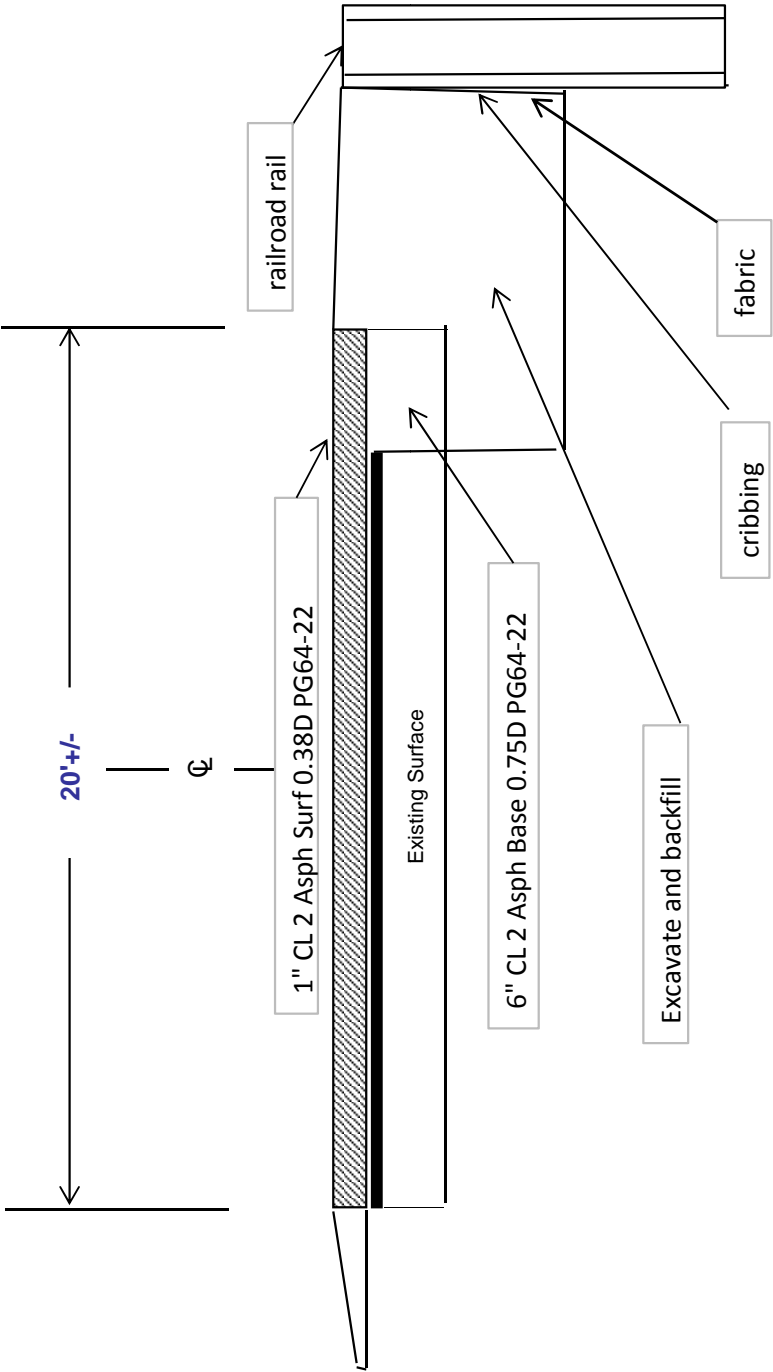 20'+/-
℄
railroad rail
1" CL 2 Asph Surf 0.38D PG64-22
Existing Surface
6" CL 2 Asph Base 0.75D PG64-22
Excavate and backfill
cribbing
fabric